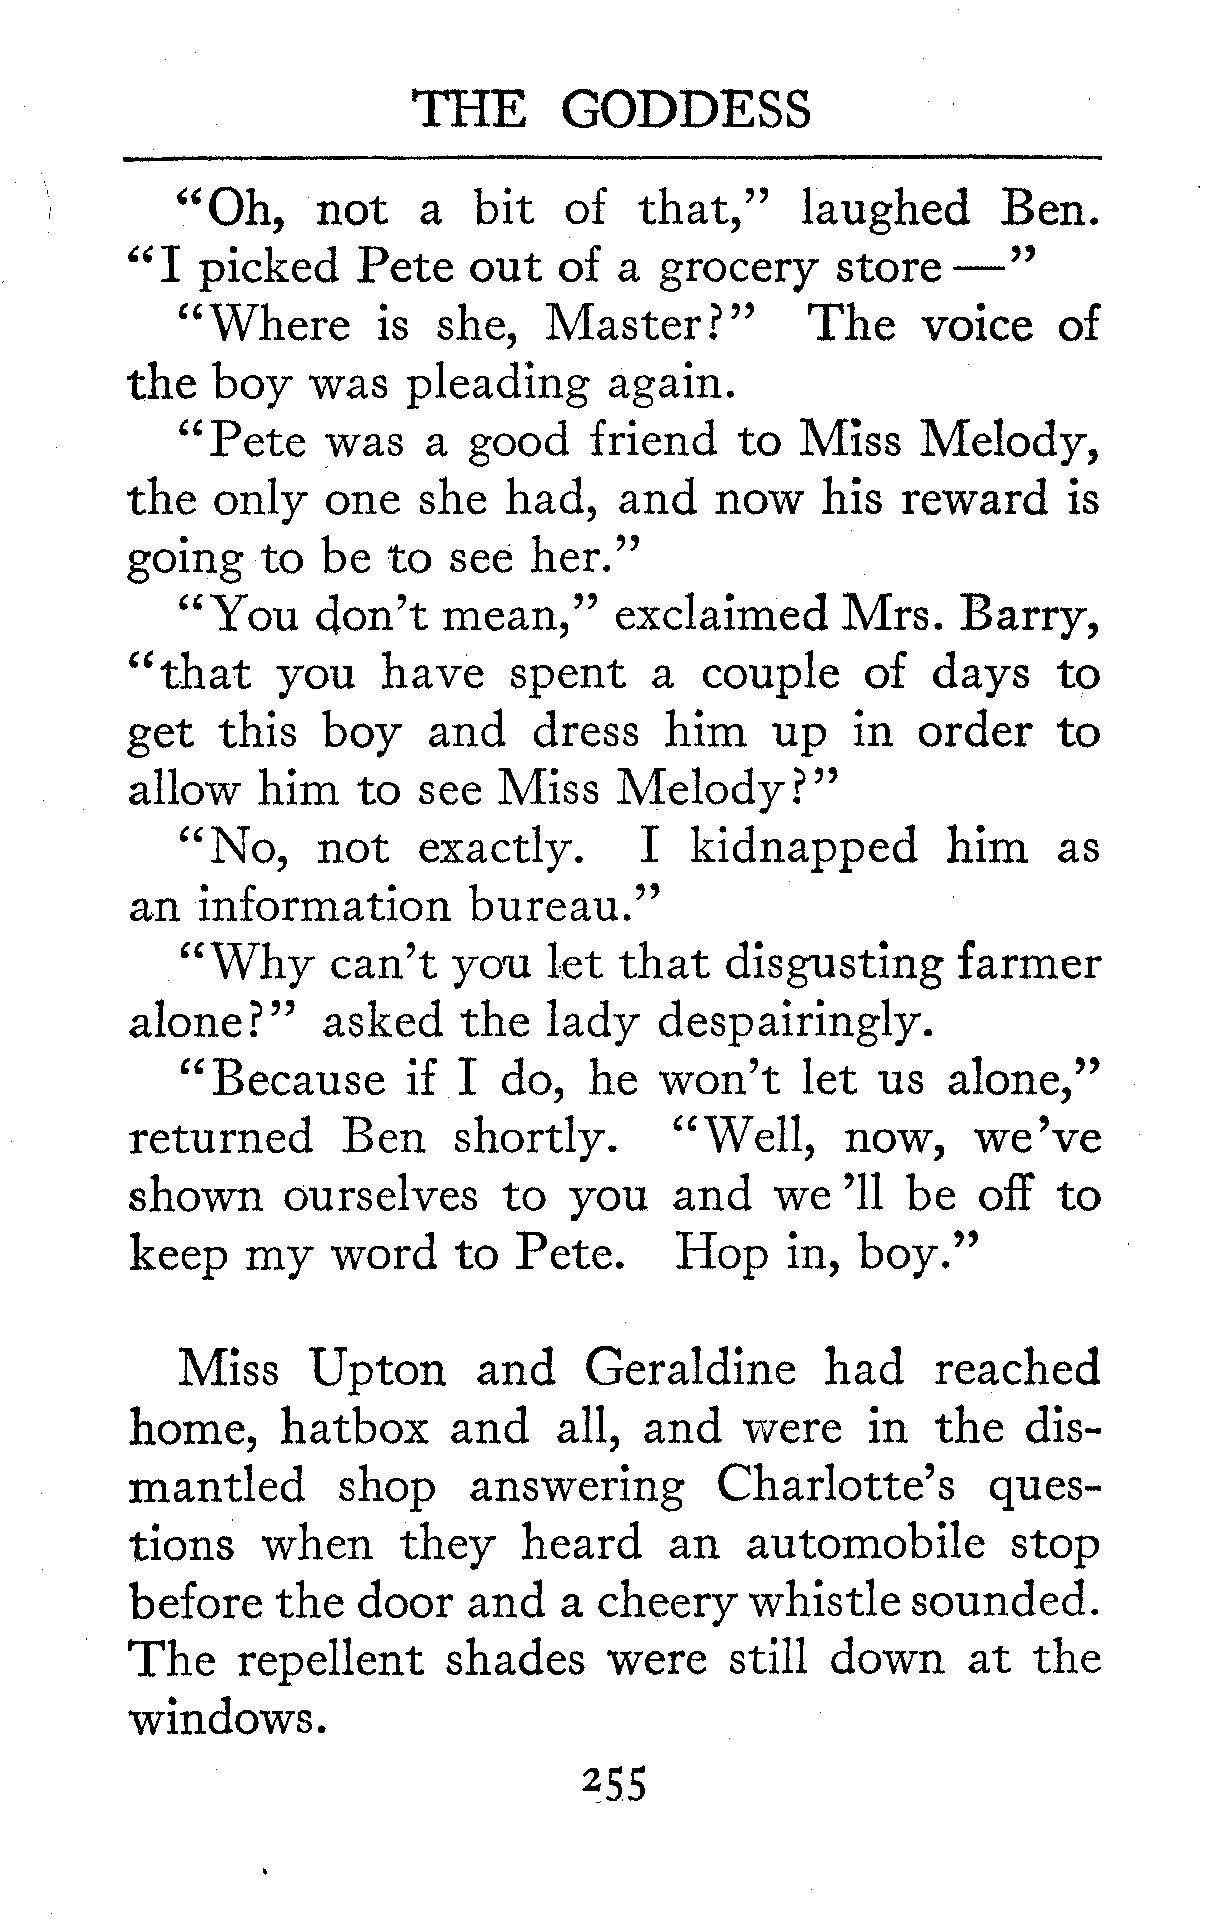 THE GODDESS
“Oh, not a bit of that,” laughed Ben.
“I picked Pete out of a grocery store —”
“Where is she, Master?” The voice of
the boy was pleading again.
“Pete was a good friend to Miss Melody,
the only one she had, and now his reward is
going to be to see her.”
“You don’t mean,” exclaimed Mrs. Barry,
“that you have spent a couple of days to
get this boy and dress him up in order to
allow him to see Miss Melody?”
“No, not exactly. I kidnapped him as
an information bureau.”
“Why can’t you let that disgusting farmer
alone?” asked the lady despairingly.
“Because if I do, he won’t let us alone,”
returned Ben shortly. “Well, now, we’ve
shown ourselves to you and we ’ll be off to
keep my word to Pete. Hop in, boy.”
Miss Upton and Geraldine had reached
home, hatbox and all, and were in the dis-
mantled shop answering Charlotte’s ques-
tions when they heard an automobile stop
before the door and a cheery whistle sounded.
The repellent shades were still down at the
windows.
255